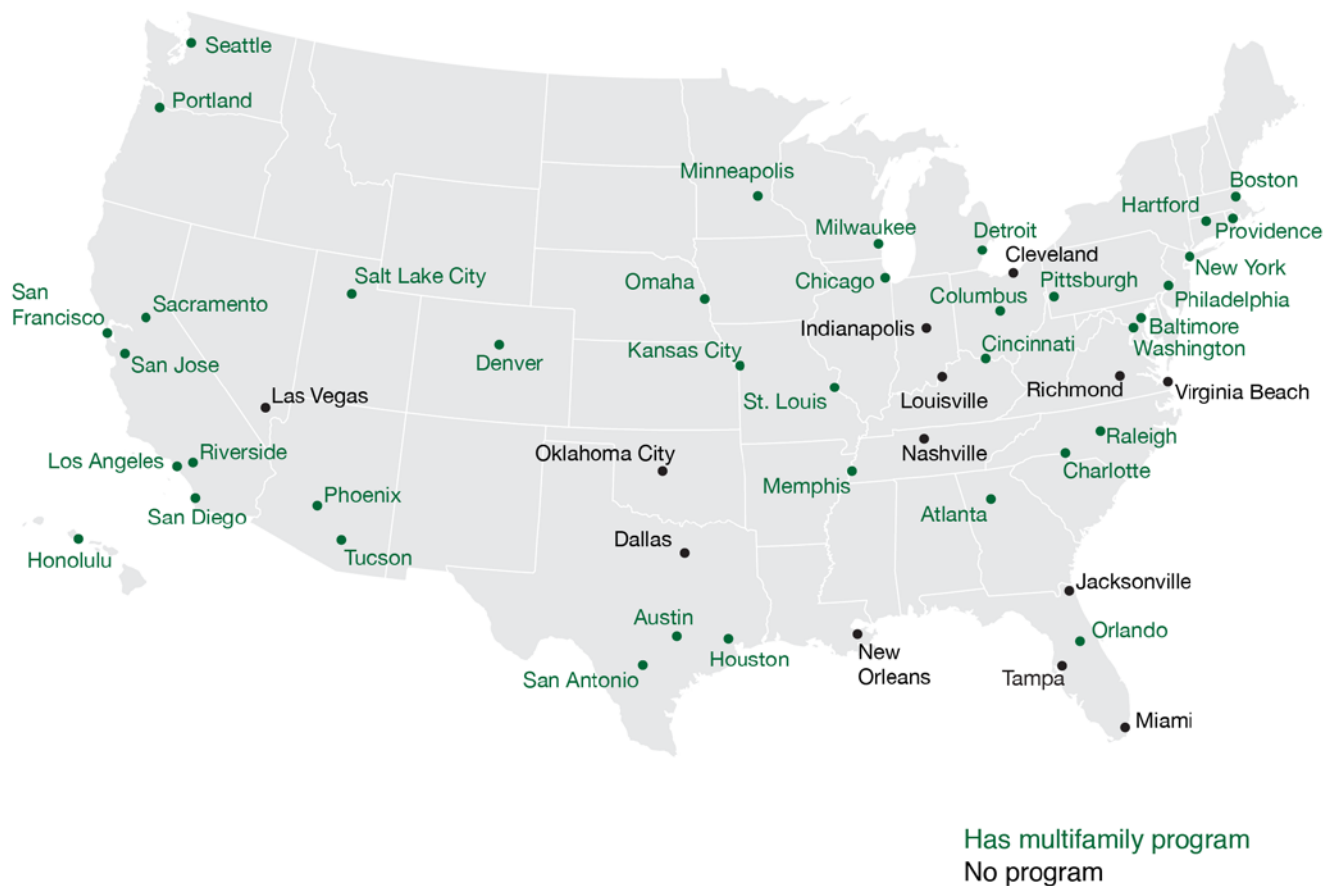 Seattle
Portland
Minneapolis
Boston
Hartford
Milwaukee
Detroit
Providence
Cleveland
New York
Salt Lake City
Omaha
Chicago
Pittsburgh
San
Francisco
Sacramento
Columbus
Philadelphia
Indianapolis
Baltimore
Kansas City
Cincinnati
Washington
San Jose
Denver
Las Vegas
St. Louis
Louisville
Richmond
Virginia Beach
Los Angeles
Riverside
Oklahoma City
Nashville
Raleigh
Charlotte
Memphis
Phoenix
San Diego
Atlanta
Dallas
Honolulu
Tucson
Jacksonville
Austin
Orlando
Houston
New
Orleans
San Antonio
Tampa
Miami
Has multifamily program
No program